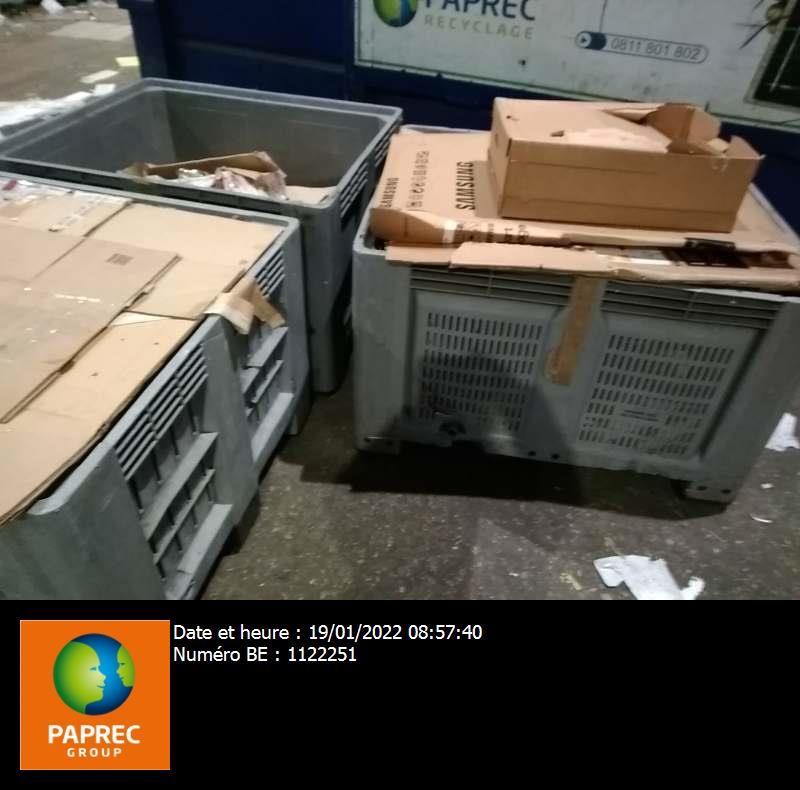 PAPREC
RECYCLAGE
0811 801 802
SAMSUNG
SAMSUNG
Date et heure : 19/01/2022 08:57:40
Numéro BE : 1122251
PAPREC
GROUP